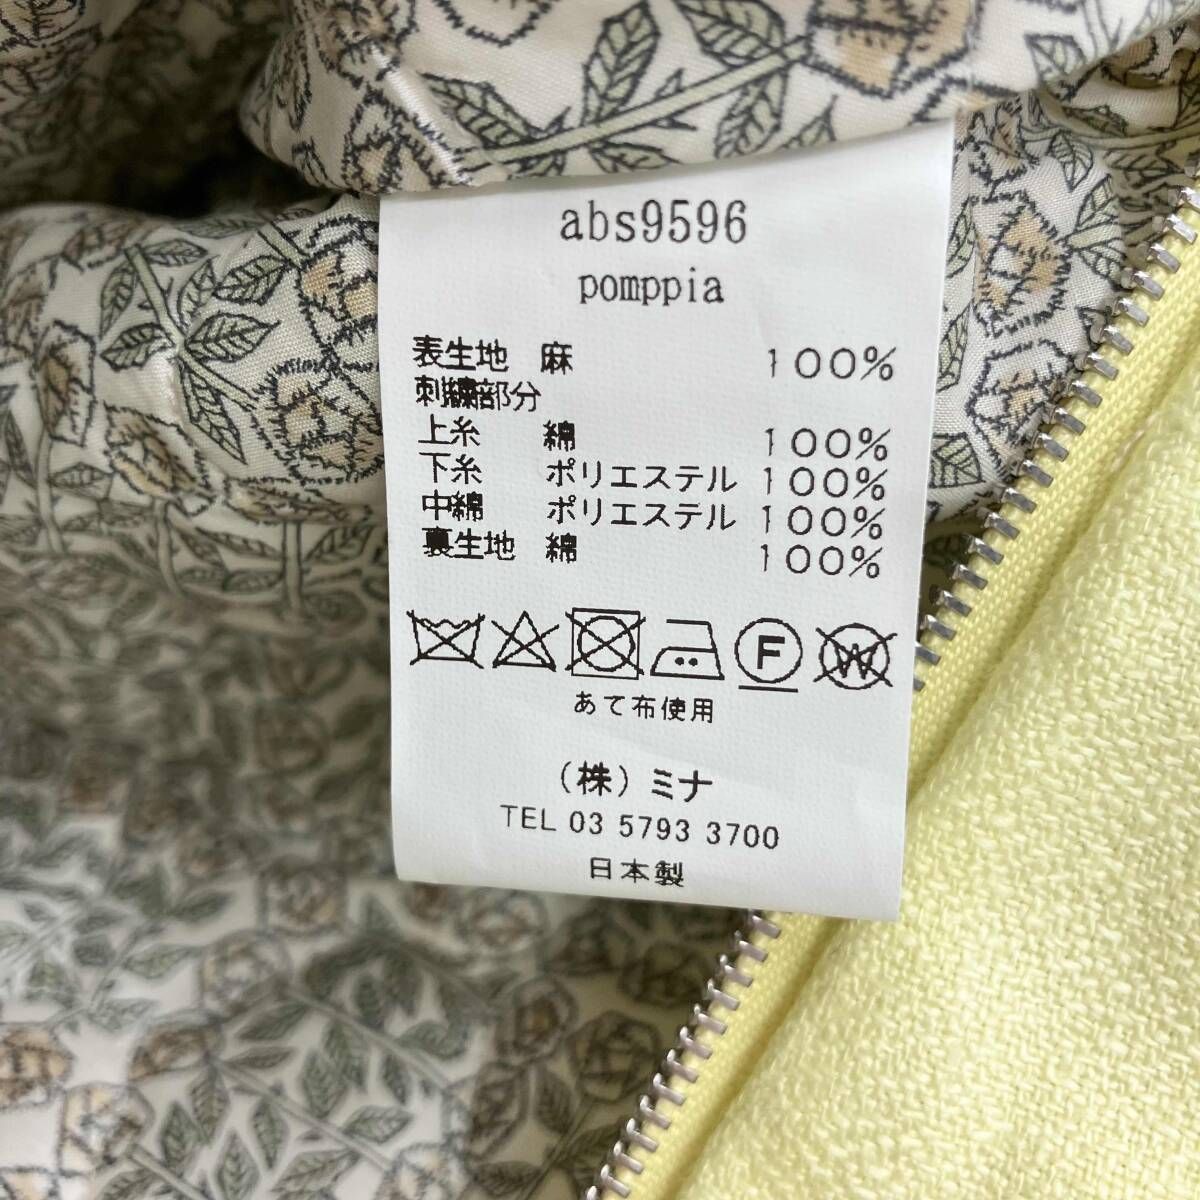 abs9596
pomppia
表生地 麻 100%
刺繍部分
上糸 綿 100%
下糸 ポリエステル 100%
中綿 ポリエステル 100%
裏生地 綿 100%
F W
あて布使用
(株)ミナ
TEL 03 5793 3700
日本製